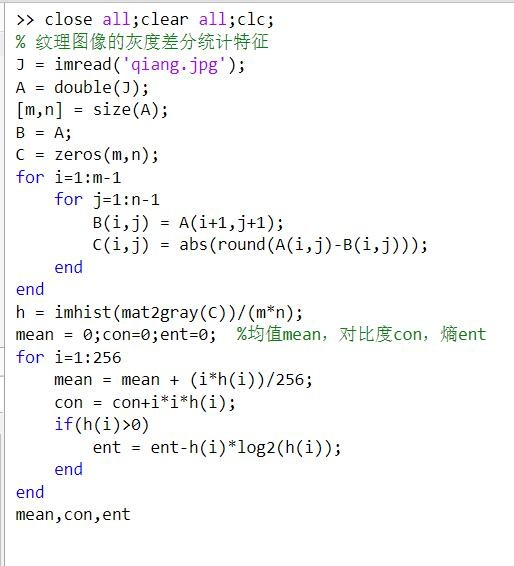 >> close all;clear all;clc;
% 纹理图像的灰度差分统计特征
J = imread('qiang.jpg');
A = double(J);
[m,n] = size(A);
B = A;
C = zeros(m,n);
for i=1:m-1
    for j=1:n-1
        B(i,j) = A(i+1,j+1);
        C(i,j) = abs(round(A(i,j)-B(i,j)));
    end
end
h = imhist(mat2gray(C))/(m*n);
mean = 0;con=0;ent=0;  %均值mean，对比度con，熵ent
for i=1:256
    mean = mean + (i*h(i))/256;
    con = con+i*i*h(i);
    if(h(i)>0)
        ent = ent-h(i)*log2(h(i));
    end
end
mean,con,ent